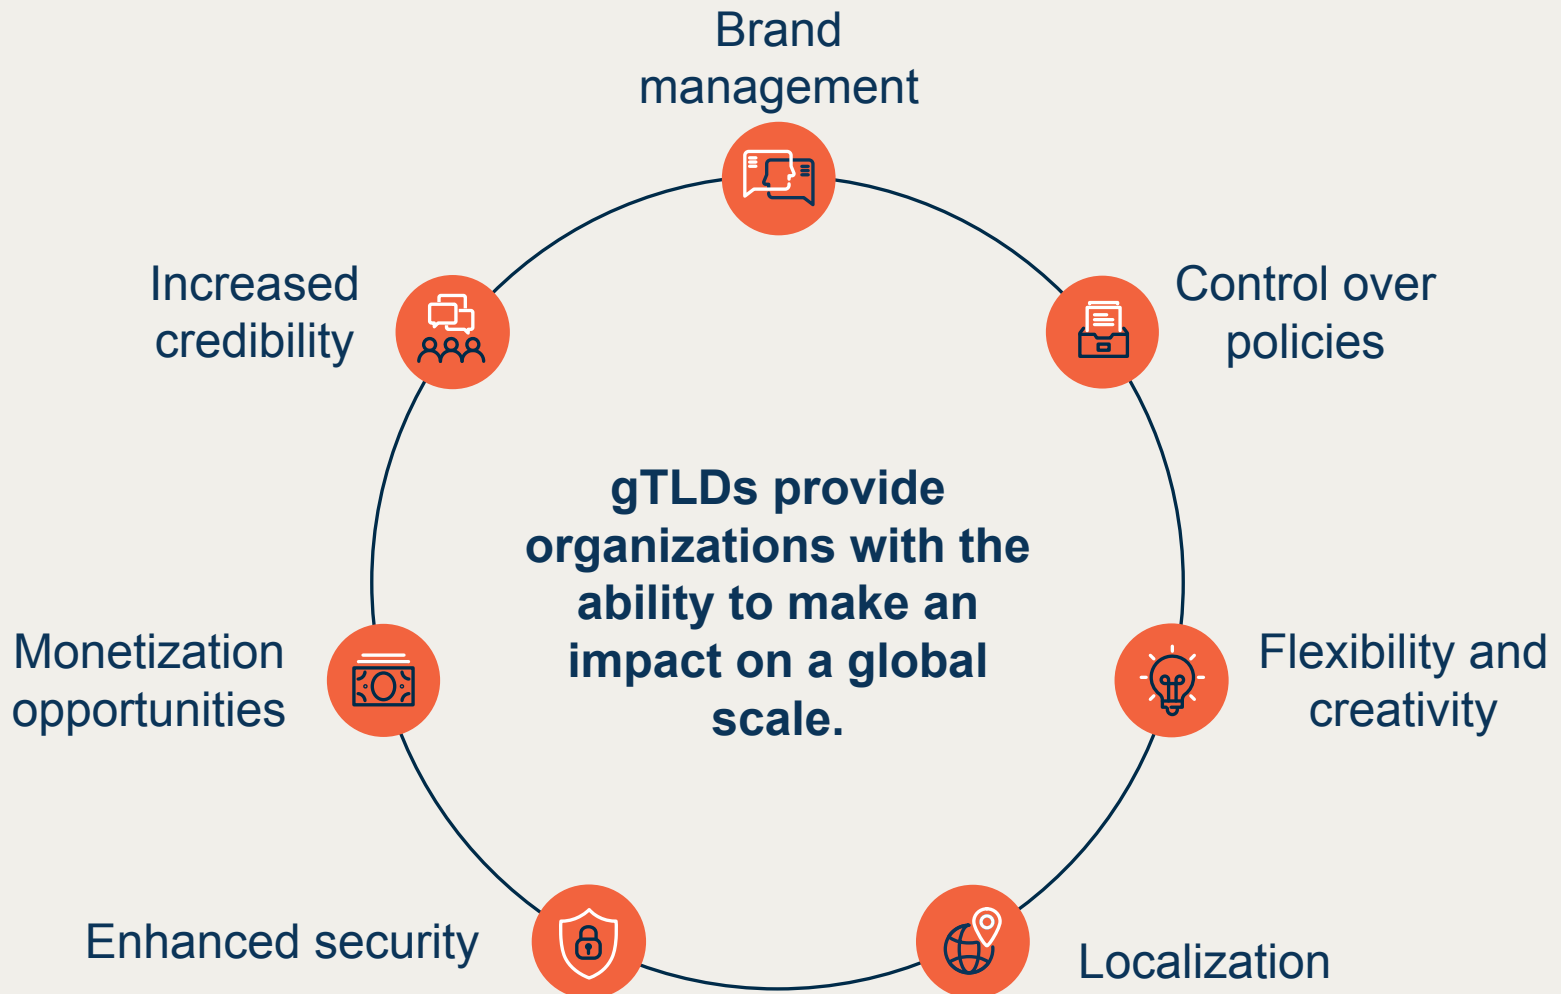 Brand
management
Increased
credibility
Control over
policies
gTLDs provide
organizations with the
ability to make an
impact on a global
scale.
Monetization
opportunities
Flexibility and
creativity
Enhanced security
Localization